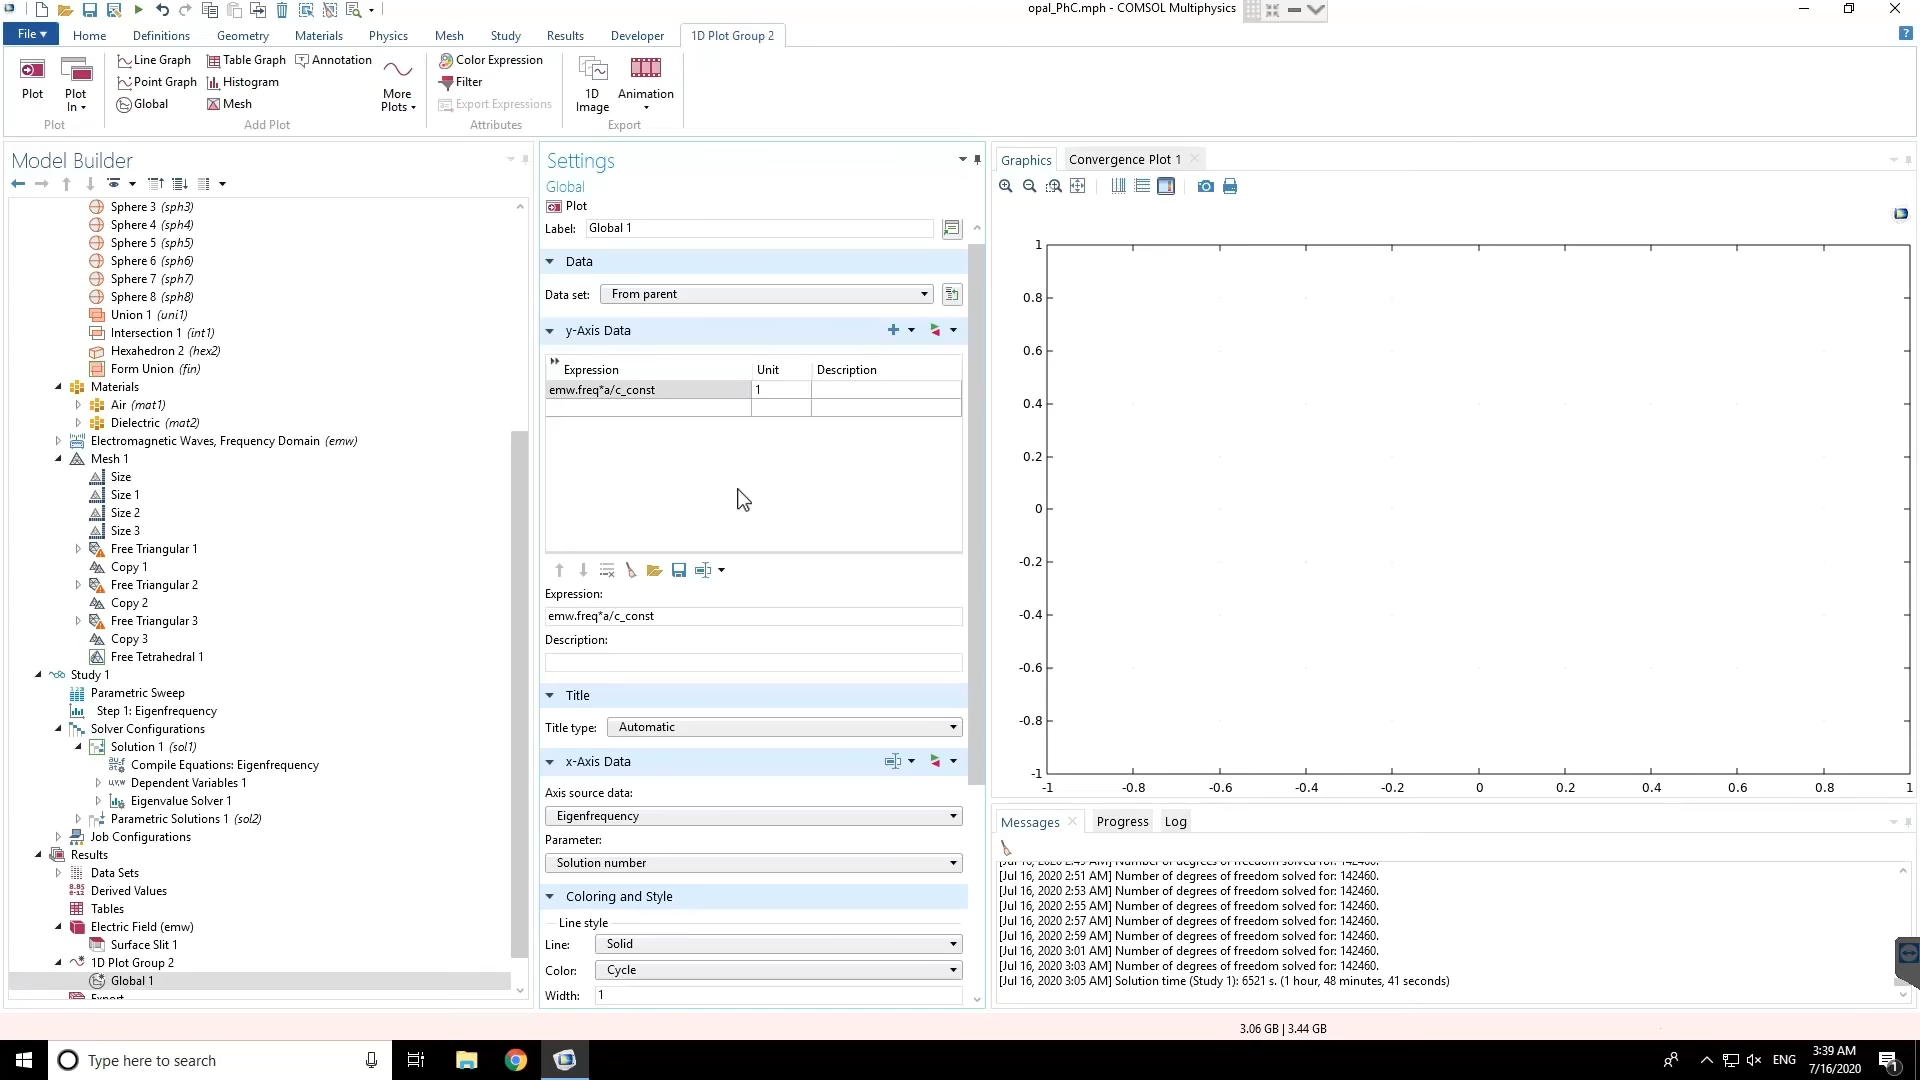 opal_PhC.mph - COMSOL Multiphysics
File
Home
Definitions
Geometry
Materials
Physics
Mesh
Study
Results
Developer
1D Plot Group 2
Plot
Plot In
Line Graph
Point Graph
Global
Table Graph
Histogram
Mesh
Annotation
More Plots
Color Expression
Filter
Export Expressions
1D Image
Animation
Plot
Add Plot
Attributes
Export
Model Builder
Sphere 3 (sph3)
Sphere 4 (sph4)
Sphere 5 (sph5)
Sphere 6 (sph6)
Sphere 7 (sph7)
Sphere 8 (sph8)
Union 1 (uni1)
Intersection 1 (int1)
Hexahedron 2 (hex2)
Form Union (fin)
Materials
Air (mat1)
Dielectric (mat2)
Electromagnetic Waves, Frequency Domain (emw)
Mesh 1
Size
Size 1
Size 2
Size 3
Free Triangular 1
Copy 1
Free Triangular 2
Copy 2
Free Triangular 3
Copy 3
Free Tetrahedral 1
Study 1
Parametric Sweep
Step 1: Eigenfrequency
Solver Configurations
Solution 1 (sol1)
Compile Equations: Eigenfrequency
Dependent Variables 1
Eigenvalue Solver 1
Parametric Solutions 1 (sol2)
Job Configurations
Results
Data Sets
Derived Values
Tables
Electric Field (emw)
Surface Slit 1
1D Plot Group 2
Global 1
Export
Settings
Global
Plot
Label: Global 1
Data
Data set: From parent
y-Axis Data
Expression Unit Description
emw.freq*a/c_const 1
Expression:
emw.freq*a/c_const
Description:
Title
Title type: Automatic
x-Axis Data
Axis source data:
Eigenfrequency
Parameter:
Solution number
Coloring and Style
Line style
Line: Solid
Color: Cycle
Width: 1
Graphics
Convergence Plot 1
1
0.8
0.6
0.4
0.2
0
-0.2
-0.4
-0.6
-0.8
-1
-1 -0.8 -0.6 -0.4 -0.2 0 0.2 0.4 0.6 0.8 1
Messages
Progress
Log
[Jul 16, 2020 2:49 AM] Number of degrees of freedom solved for: 142460.
[Jul 16, 2020 2:51 AM] Number of degrees of freedom solved for: 142460.
[Jul 16, 2020 2:53 AM] Number of degrees of freedom solved for: 142460.
[Jul 16, 2020 2:55 AM] Number of degrees of freedom solved for: 142460.
[Jul 16, 2020 2:57 AM] Number of degrees of freedom solved for: 142460.
[Jul 16, 2020 2:59 AM] Number of degrees of freedom solved for: 142460.
[Jul 16, 2020 3:01 AM] Number of degrees of freedom solved for: 142460.
[Jul 16, 2020 3:03 AM] Number of degrees of freedom solved for: 142460.
[Jul 16, 2020 3:05 AM] Solution time (Study 1): 6521 s. (1 hour, 48 minutes, 41 seconds)
3.06 GB | 3.44 GB
Type here to search
ENG
3:39 AM
7/16/2020
1